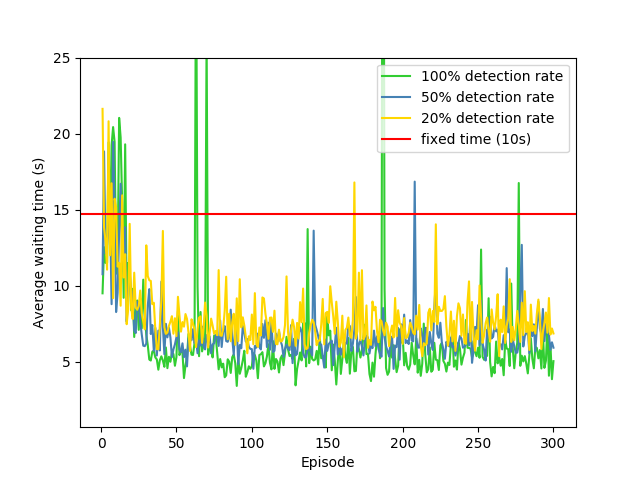 25
20
15
10
5
Average waiting time (s)
100% detection rate
50% detection rate
20% detection rate
fixed time (10s)
0
50
100
150
200
250
300
Episode